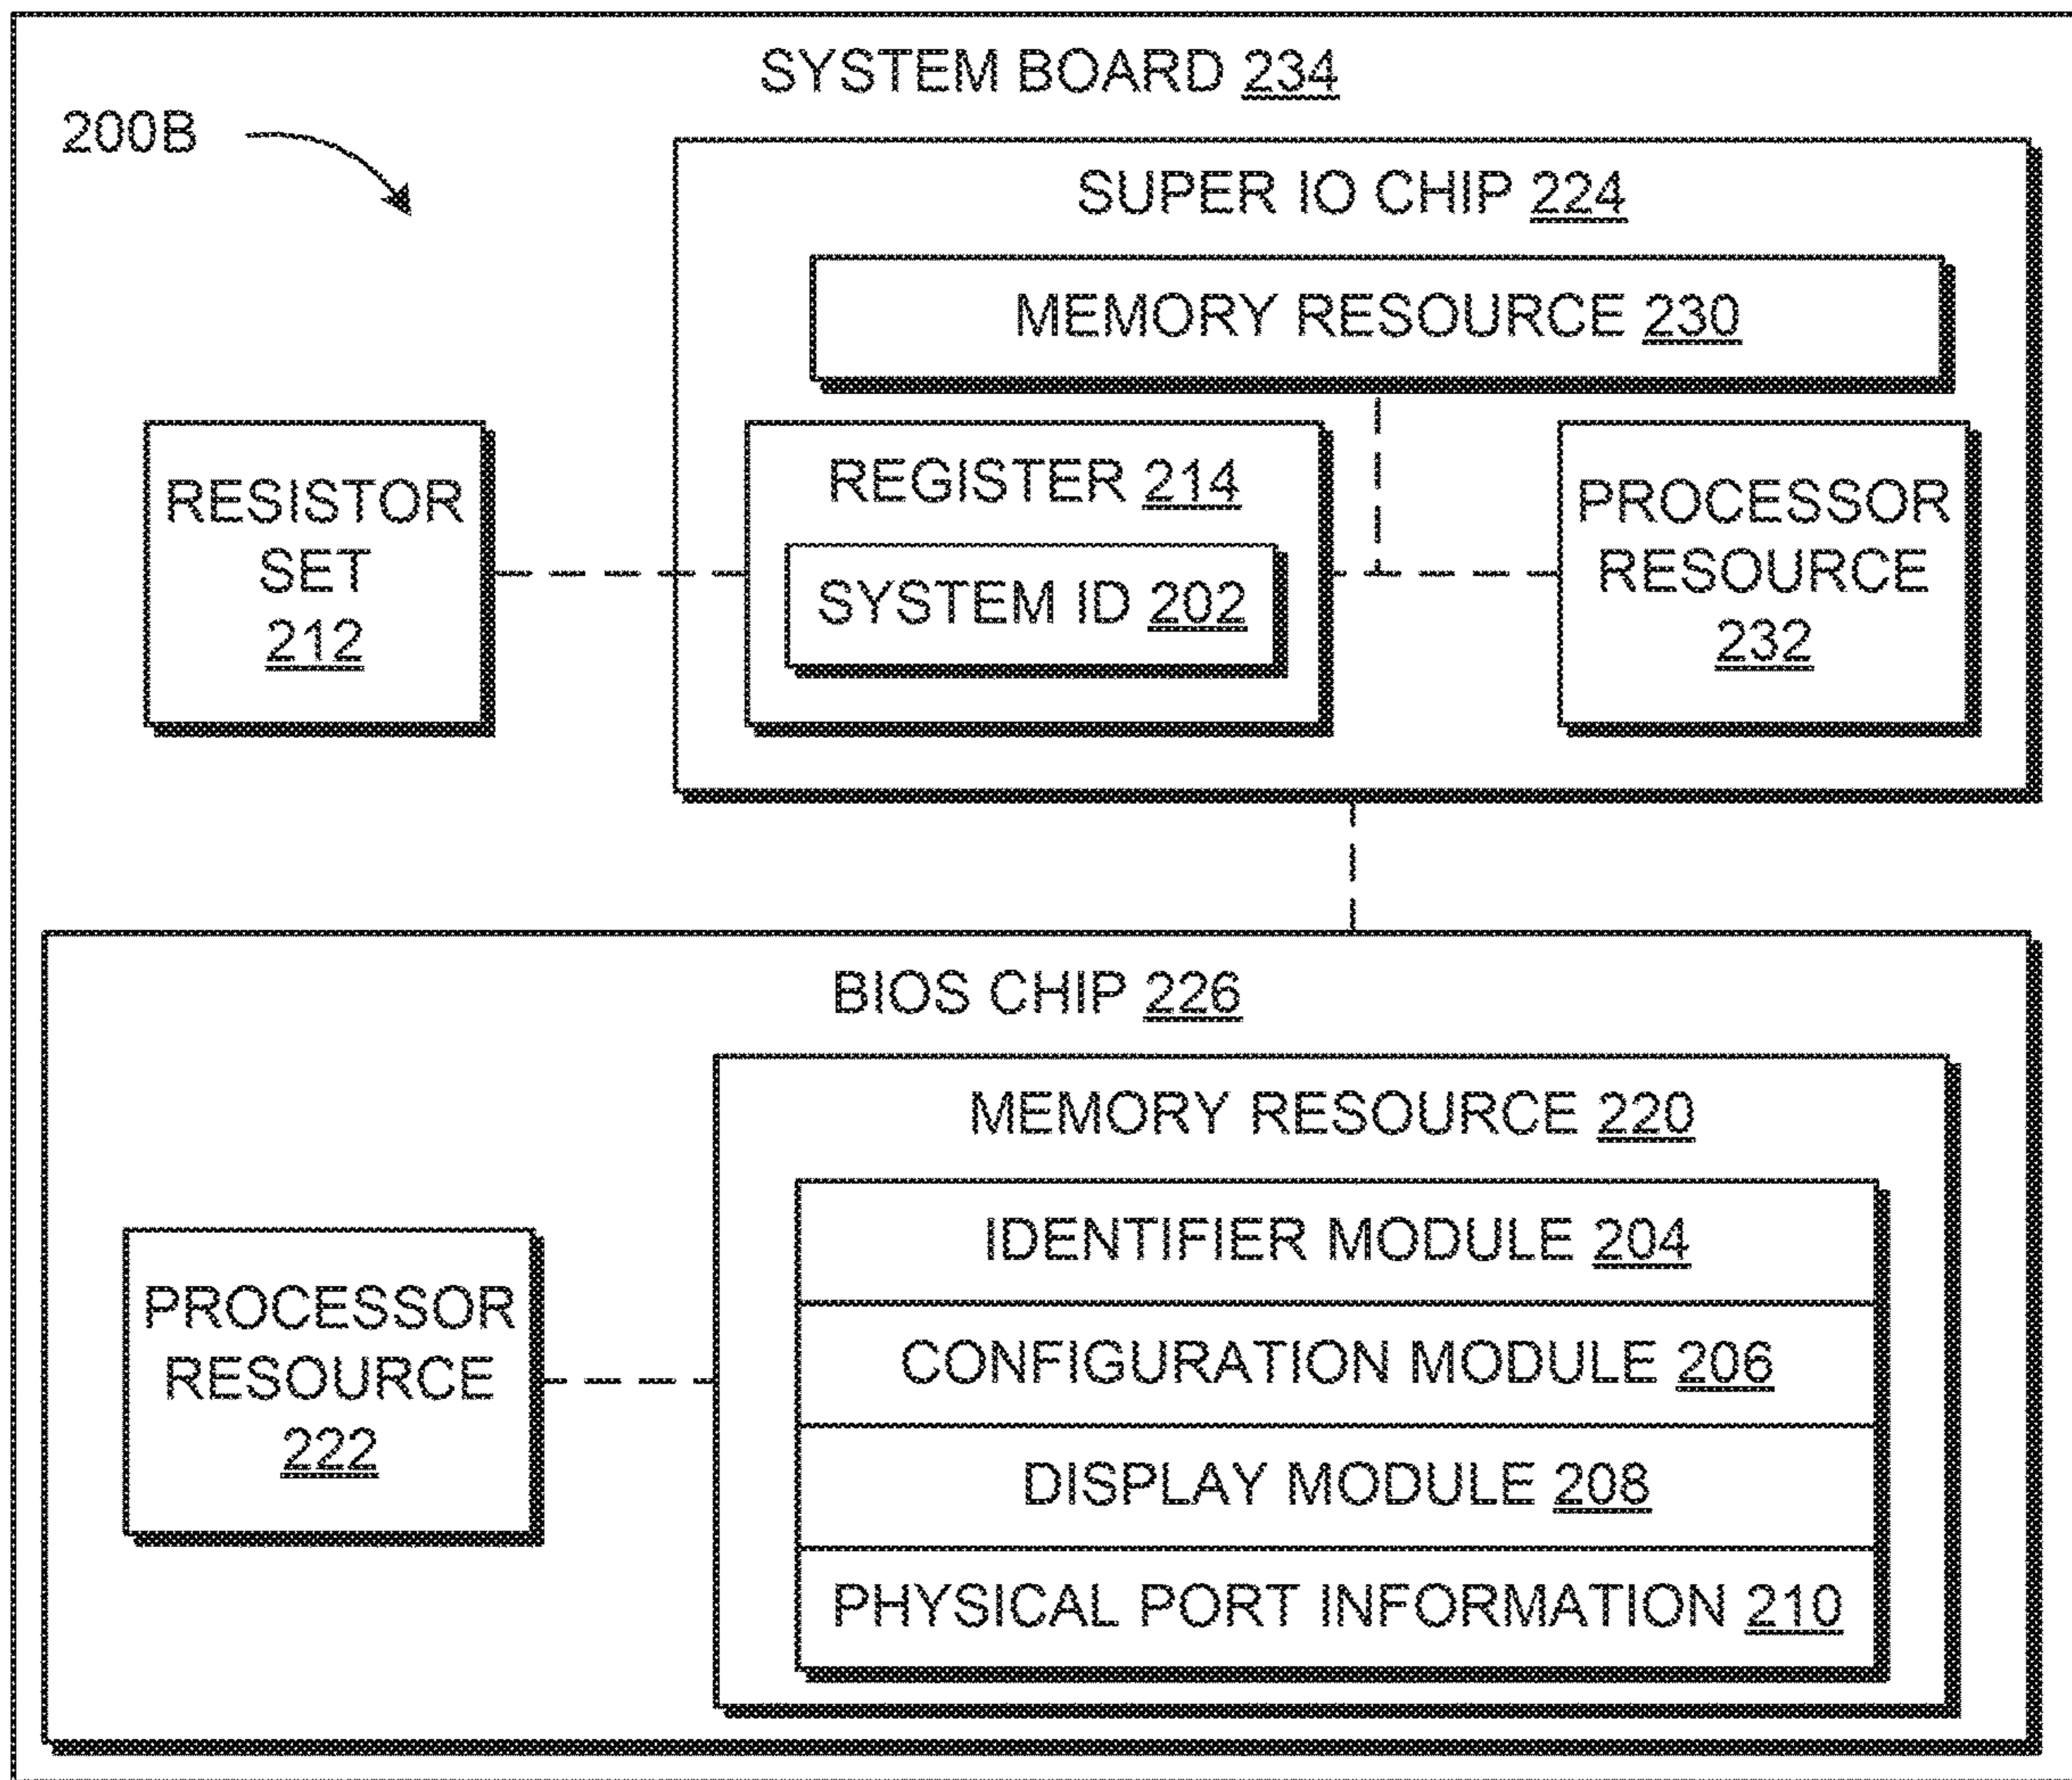 SYSTEM BOARD 234
200B
SUPER IO CHIP 224
MEMORY RESOURCE 230
RESISTOR
SET
212
REGISTER 214
SYSTEM ID 202
PROCESSOR
RESOURCE
232
BIOS CHIP 226
MEMORY RESOURCE 220
PROCESSOR
RESOURCE
222
IDENTIFIER MODULE 204
CONFIGURATION MODULE 206
DISPLAY MODULE 208
PHYSICAL PORT INFORMATION 210